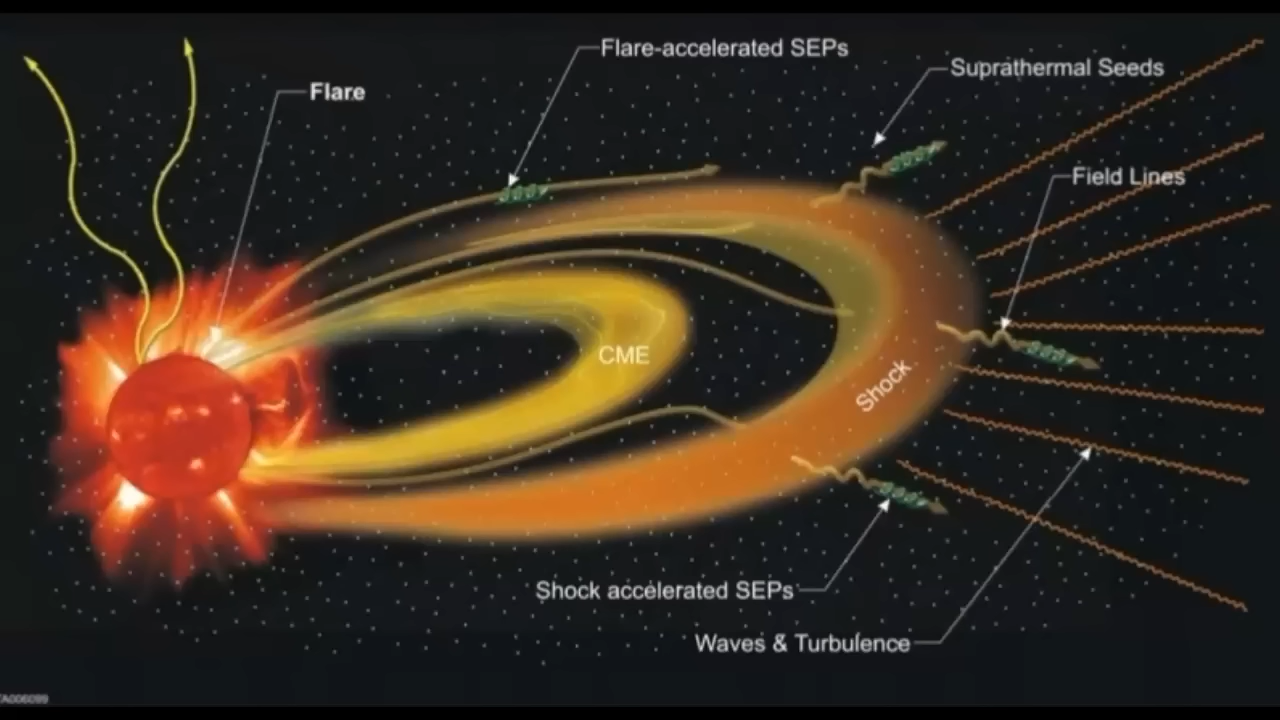 Flare-accelerated SEPs
Suprathermal Seeds
Flare
Field Lines
CME
Shock
Shock accelerated SEPs
Waves & Turbulence